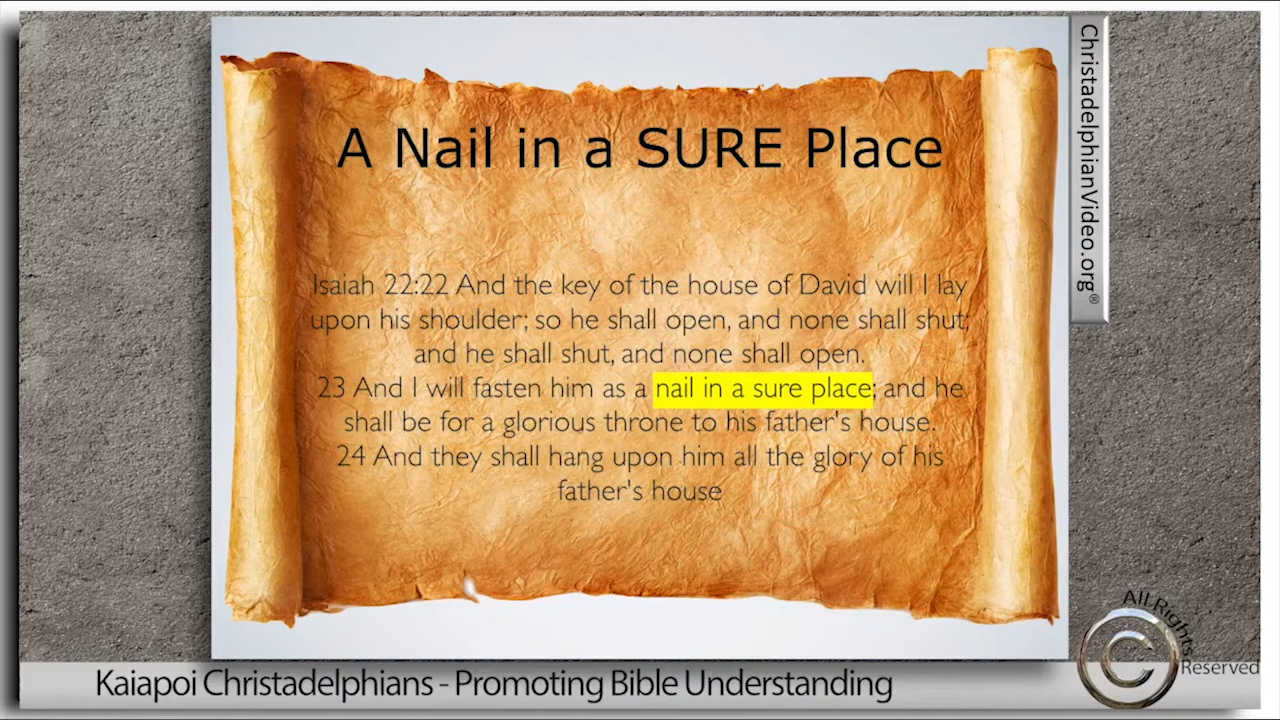 A Nail in a SURE Place
Isaiah 22:22 And the key of the house of David will I lay
upon his shoulder; so he shall open, and none shall shut;
and he shall shut, and none shall open.
23 And I will fasten him as a nail in a sure place; and he
shall be for a glorious throne to his father's house.
24 And they shall hang upon him all the glory of his
father's house
ChristadelphianVideo.org®
All Rights
C
Reserved
Kaiapoi Christadelphians - Promoting Bible Understanding